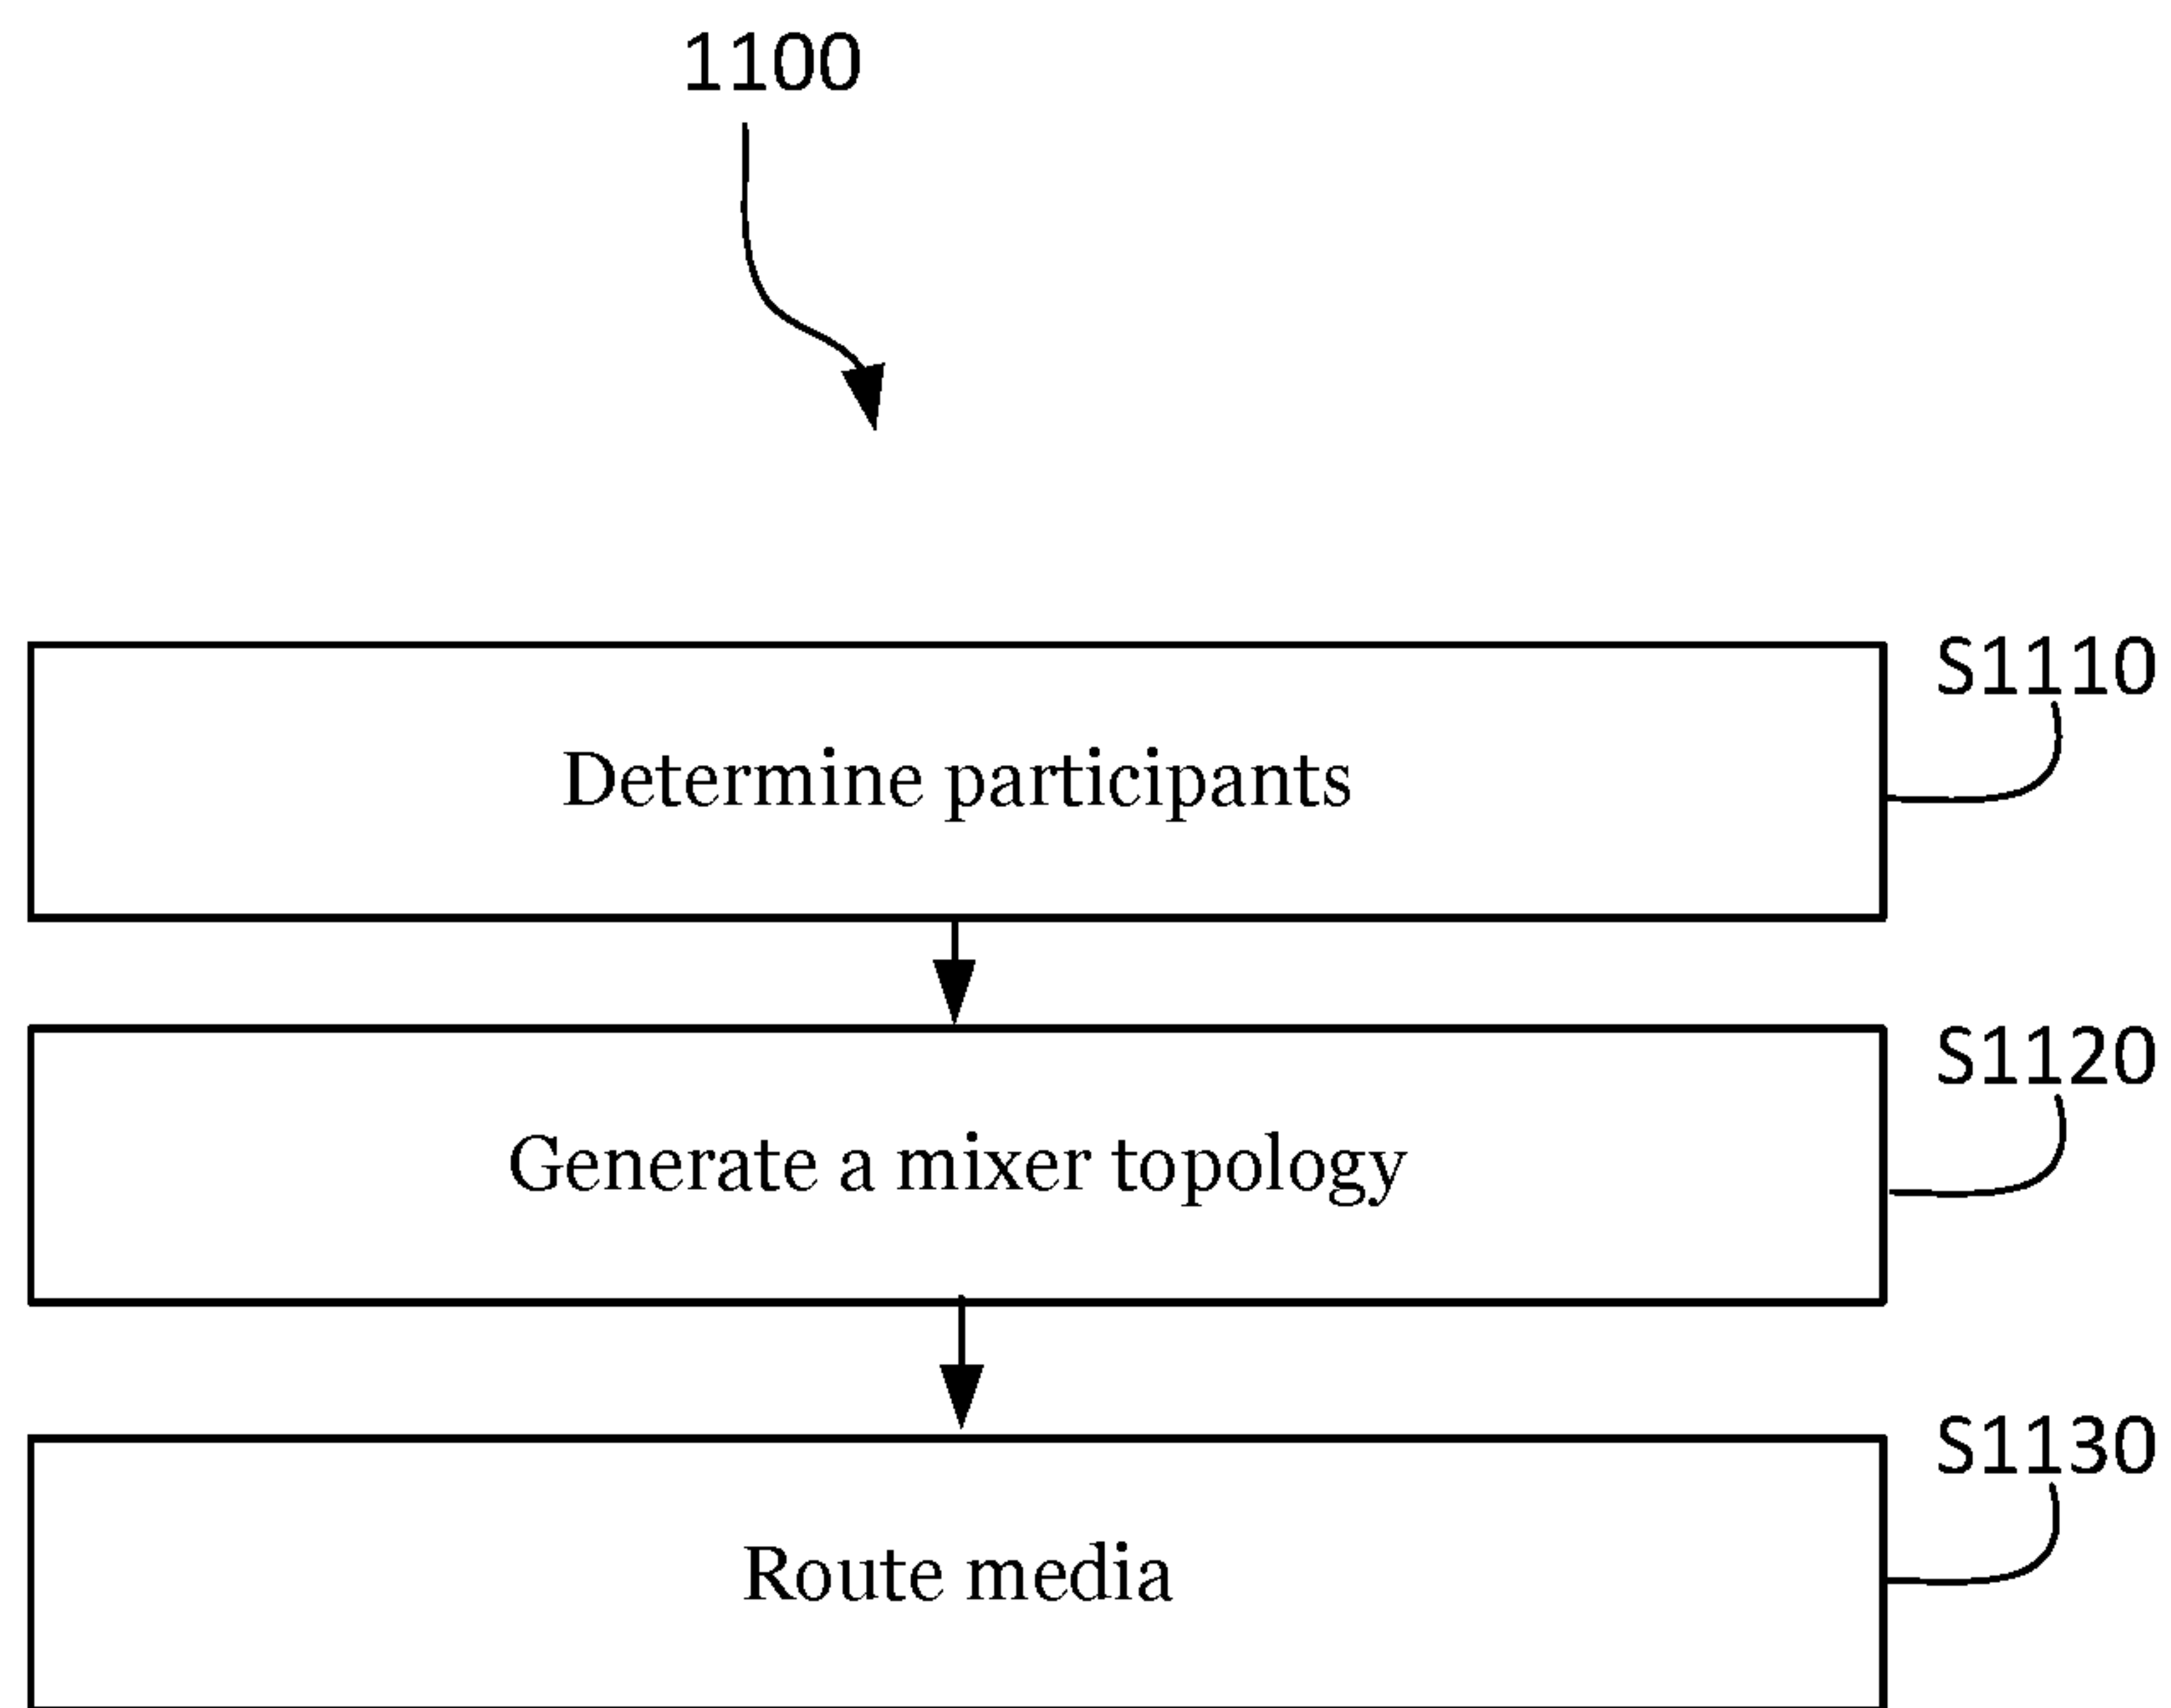 1100
S1110
Determine participants
S1120
Generate a mixer topology
S1130
Route media